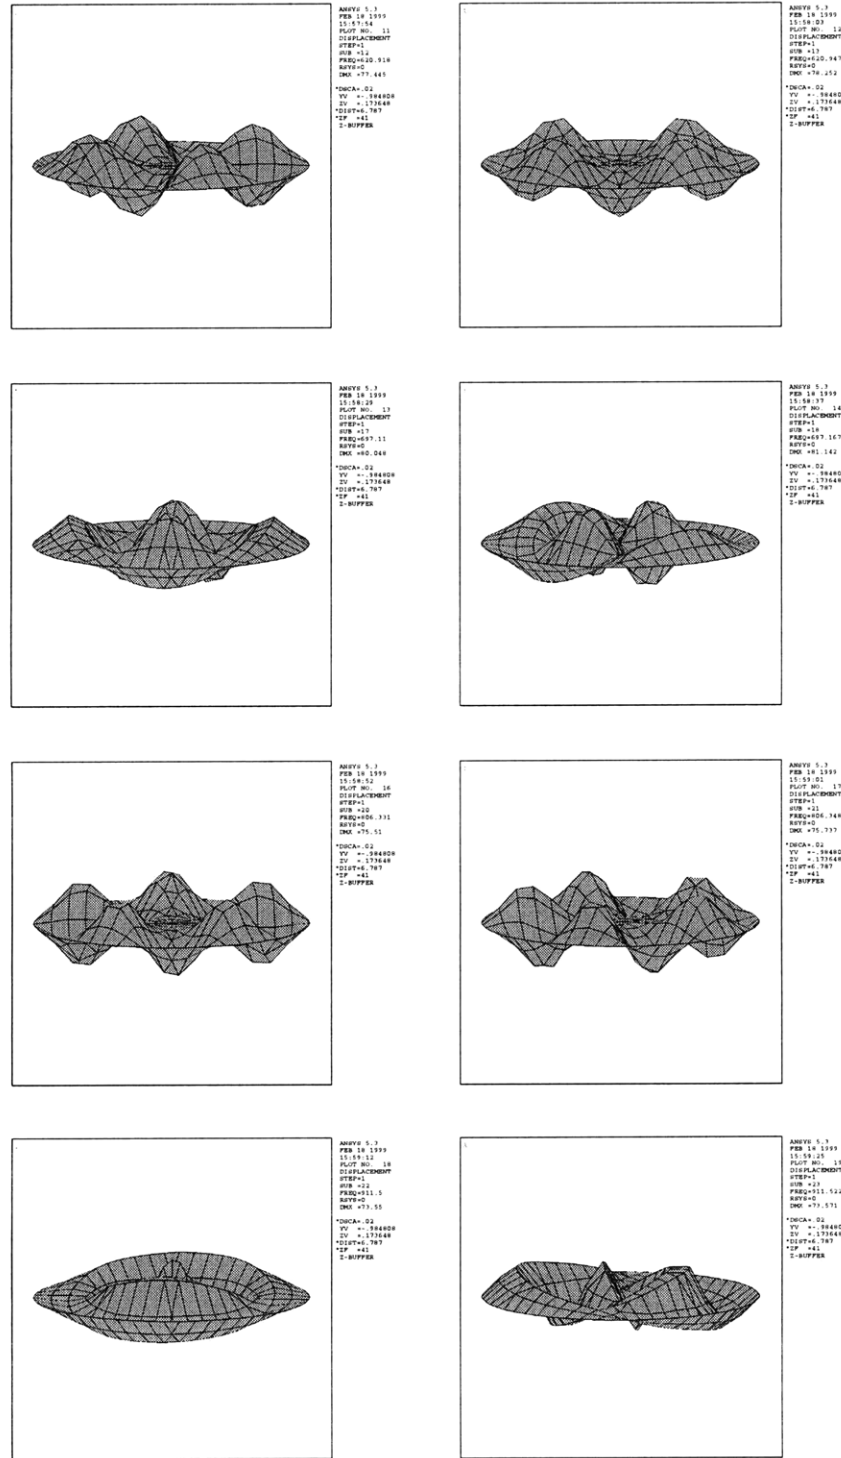 ANSYS 5.3
FEB 18 1999
15:57:54
PLOT NO. 11
DISPLACEMENT
STEP=1
SUB =12
FREQ=620.918
RSYS=0
DMX =77.445
*DSCA=.02
YV =-.984808
ZV =.173648
*DIST=6.787
*ZF =41
Z-BUFFER
ANSYS 5.3
FEB 18 1999
15:58:03
PLOT NO. 12
DISPLACEMENT
STEP=1
SUB =13
FREQ=620.947
RSYS=0
DMX =78.252
*DSCA=.02
YV =-.98480
ZV =.173648
*DIST=6.787
*ZF =41
Z-BUFFER
ANSYS 5.3
FEB 18 1999
15:58:29
PLOT NO. 13
DISPLACEMENT
STEP=1
SUB =17
FREQ=697.11
RSYS=0
DMX =80.048
*DSCA=.02
YV =-.984808
ZV =.173648
*DIST=6.787
*ZF =41
Z-BUFFER
ANSYS 5.3
FEB 18 1999
15:58:37
PLOT NO. 14
DISPLACEMENT
STEP=1
SUB =18
FREQ=697.167
RSYS=0
DMX =81.142
*DSCA=.02
YV =-.98480
ZV =.173648
*DIST=6.787
*ZF =41
Z-BUFFER
ANSYS 5.3
FEB 18 1999
15:58:52
PLOT NO. 16
DISPLACEMENT
STEP=1
SUB =20
FREQ=806.331
RSYS=0
DMX =75.51
*DSCA=.02
YV =-.984808
ZV =.173648
*DIST=6.787
*ZF =41
Z-BUFFER
ANSYS 5.3
FEB 18 1999
15:59:01
PLOT NO. 17
DISPLACEMENT
STEP=1
SUB =21
FREQ=806.348
RSYS=0
DMX =75.737
*DSCA=.02
YV =-.98480
ZV =.173648
*DIST=6.787
*ZF =41
Z-BUFFER
ANSYS 5.3
FEB 18 1999
15:59:12
PLOT NO. 18
DISPLACEMENT
STEP=1
SUB =22
FREQ=911.5
RSYS=0
DMX =73.55
*DSCA=.02
YV =-.984808
ZV =.173648
*DIST=6.787
*ZF =41
Z-BUFFER
ANSYS 5.3
FEB 18 1999
15:59:25
PLOT NO. 19
DISPLACEMENT
STEP=1
SUB =23
FREQ=911.522
RSYS=0
DMX =73.571
*DSCA=.02
YV =-.98480
ZV =.173648
*DIST=6.787
*ZF =41
Z-BUFFER